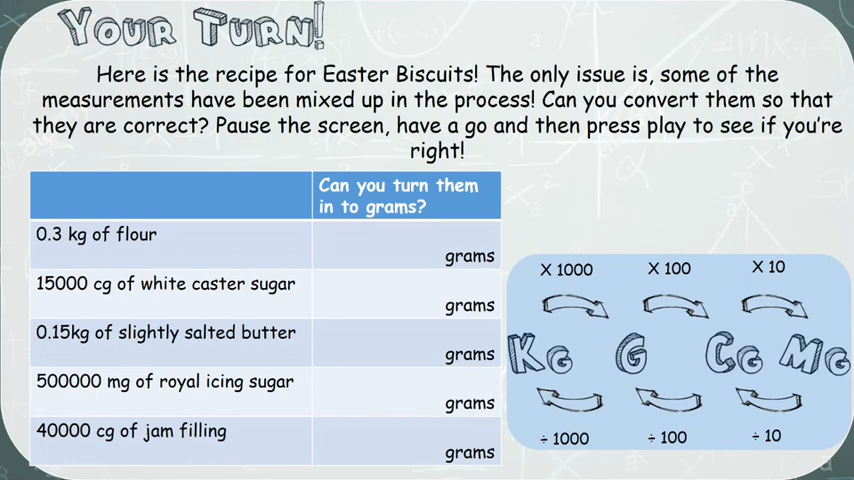 Your Turn!
Here is the recipe for Easter Biscuits! The only issue is, some of the
measurements have been mixed up in the process! Can you convert them so that
they are correct? Pause the screen, have a go and then press play to see if you're
right!
Can you turn them
in to grams?
0.3 kg of flour
grams
15000 cg of white caster sugar
grams
0.15kg of slightly salted butter
grams
500000 mg of royal icing sugar
grams
40000 cg of jam filling
grams
X 1000 X 100 X 10
Kg G Cg Mg
÷ 1000 ÷ 100 ÷ 10